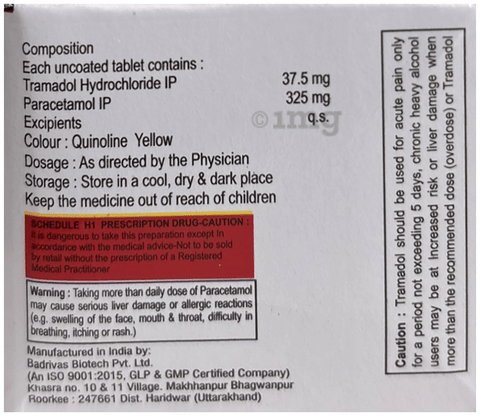 Composition
Each uncoated tablet contains :
Tramadol Hydrochloride IP 37.5 mg
Paracetamol IP 325 mg
Excipients q.s.
Colour : Quinoline Yellow
Dosage : As directed by the Physician
Storage : Store in a cool, dry & dark place
Keep the medicine out of reach of children
SCHEDULE H1 PRESCRIPTION DRUG-CAUTION :
It is dangerous to take this preparation except in
accordance with the medical advice-Not to be sold
by retail without the prescription of a Registered
Medical Practitioner
Warning : Taking more than daily dose of Paracetamol
may cause serious liver damage or allergic reactions
(e.g. swelling of the face, mouth & throat, difficulty in
breathing, itching or rash.)
Manufactured in India by:
Badrivas Biotech Pvt. Ltd.
(An ISO 9001:2015, GLP & GMP Certified Company)
Khasra no. 10 & 11 Village. Makhhanpur Bhagwanpur
Roorkee : 247661 Dist. Haridwar (Uttarakhand)
Caution : Tramadol should be used for acute pain only
for a period not exceeding 5 days, chronic heavy alcohol
users may be at Increased risk or liver damage when
more than the recommended dose (overdose) or Tramadol
© 1mg